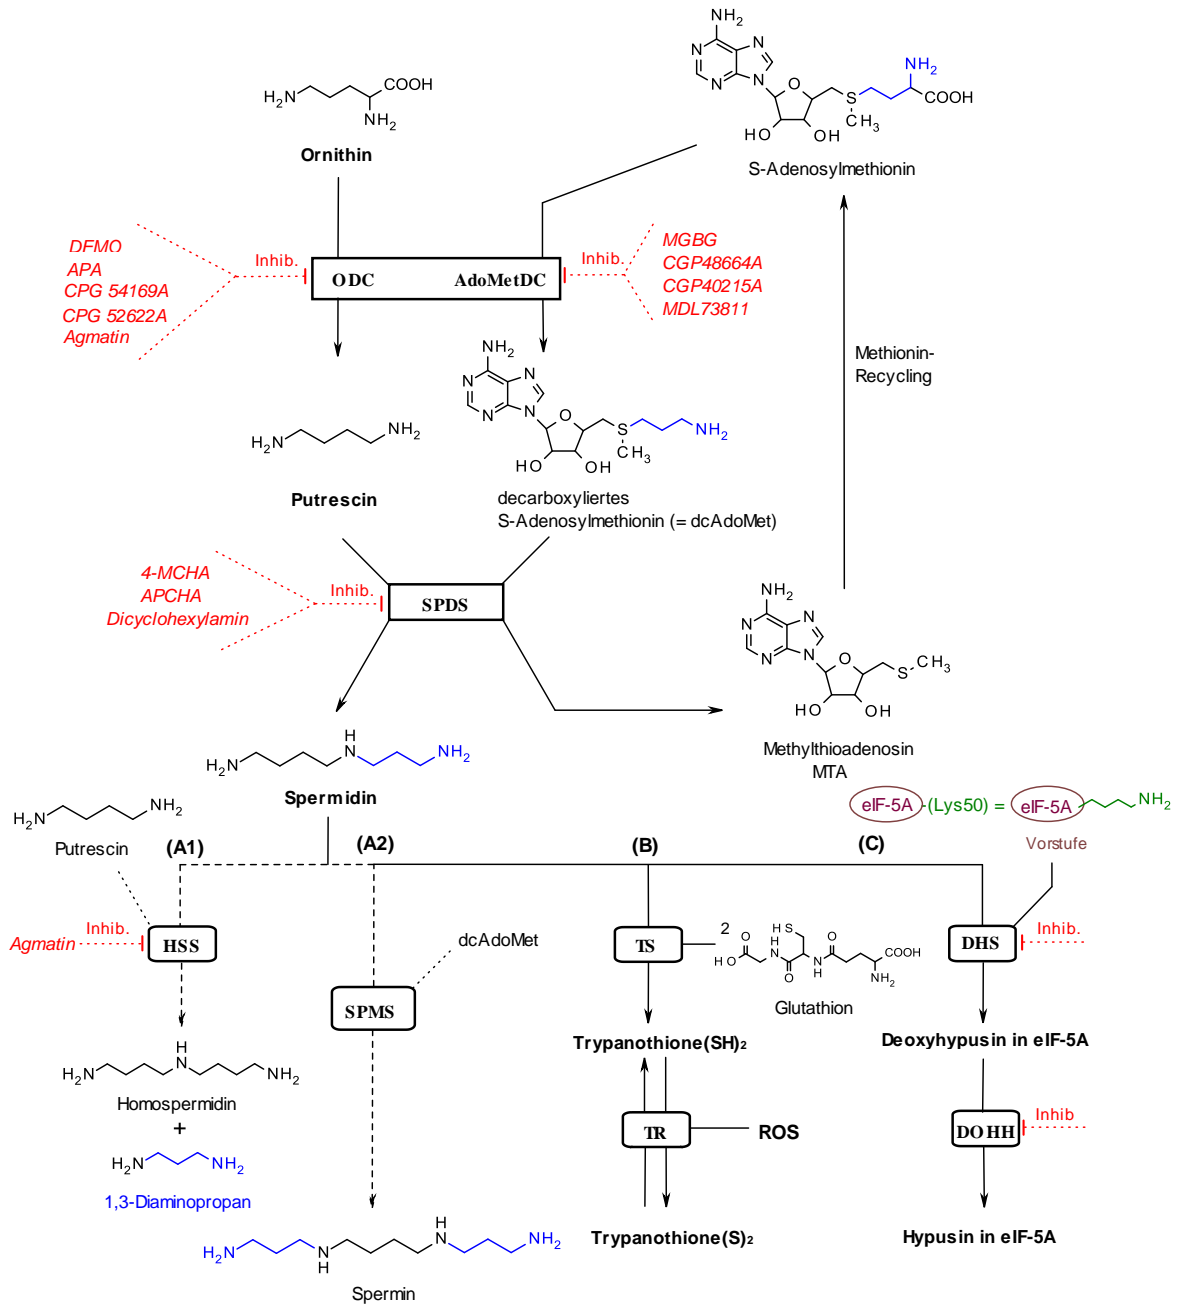 NH2
N
N
N
N
O
S
CH3
NH2
COOH
HO
OH
S-Adenosylmethionin
H2N
COOH
NH2
Ornithin
DFMO
APA
CPG 54169A
CPG 52622A
Agmatin
Inhib.
ODC
AdoMetDC
Inhib.
MGBG
CGP48664A
CGP40215A
MDL73811
Methionin-
Recycling
H2N
NH2
Putrescin
NH2
N
N
N
N
O
S
CH3
NH2
HO
OH
decarboxyliertes
S-Adenosylmethionin (= dcAdoMet)
4-MCHA
APCHA
Dicyclohexylamin
Inhib.
SPDS
NH2
N
N
N
N
O
S
CH3
HO
OH
Methylthioadenosin
MTA
H2N
H
N
NH2
Spermidin
H2N
NH2
Putrescin
(A1)
(A2)
(B)
(C)
eIF-5A
-(Lys50) =
eIF-5A
NH2
Vorstufe
Agmatin
Inhib.
HSS
dcAdoMet
SPMS
TS
2
HO
O
H
N
HS
O
N
H
O
COOH
NH2
Glutathion
DHS
Inhib.
H2N
H
N
NH2
Homospermidin
+
H2N
NH2
1,3-Diaminopropan
Trypanothione(SH)2
TR
ROS
Trypanothione(S)2
Deoxyhypusin in eIF-5A
DOHH
Inhib
Hypusin in eIF-5A
H2N
N
H
H
N
NH2
Spermin